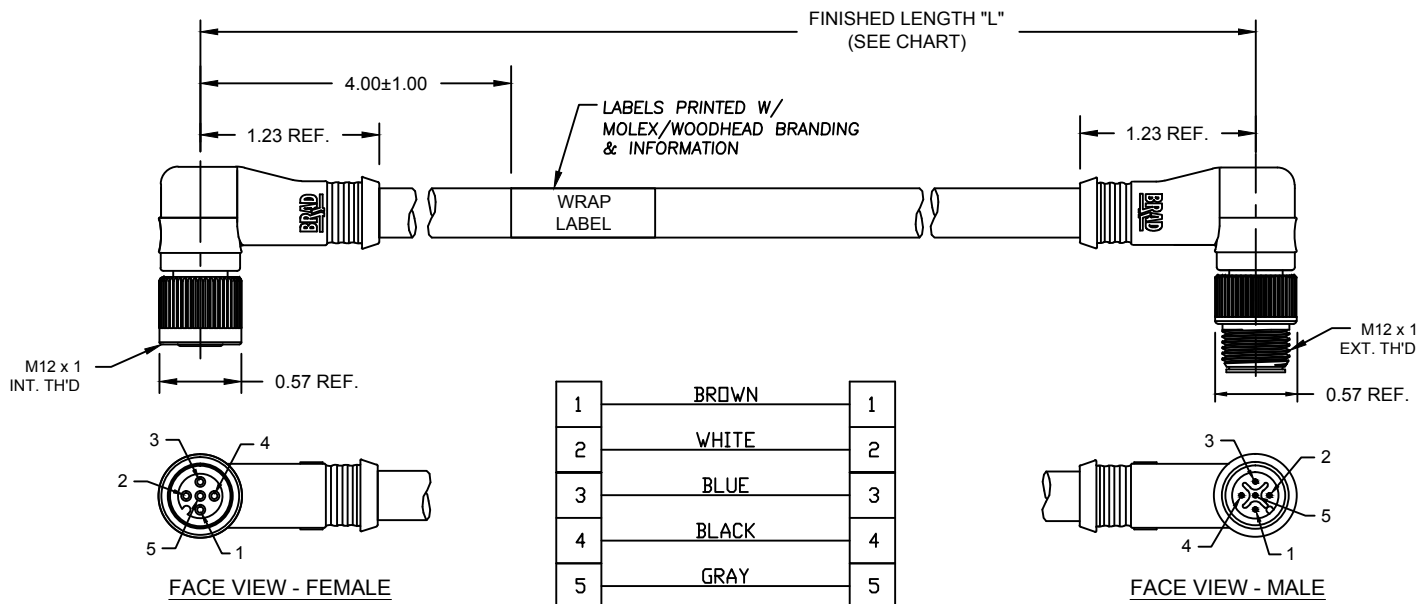 FINISHED LENGTH "L"
(SEE CHART)
4.00±1.00
LABELS PRINTED W/
MOLEX/WOODHEAD BRANDING
& INFORMATION
1.23 REF.
1.23 REF.
BRAD
WRAP
LABEL
BRAD
M12 x 1
INT. TH'D
0.57 REF.
M12 x 1
EXT. TH'D
0.57 REF.
1 BROWN 1
2 WHITE 2
3 BLUE 3
4 BLACK 4
5 GRAY 5
3
4
2
5
1
FACE VIEW - FEMALE
3
2
5
4
1
FACE VIEW - MALE